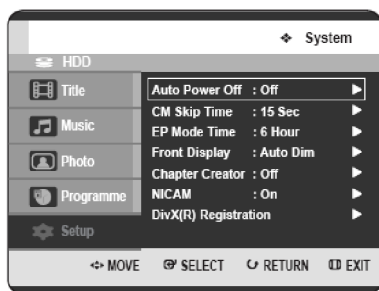 System
HDD
Title
Music
Photo
Programme
Setup
Auto Power Off : Off
CM Skip Time : 15 Sec
EP Mode Time : 6 Hour
Front Display : Auto Dim
Chapter Creator : Off
NICAM : On
DivX(R) Registration
MOVE SELECT RETURN EXIT